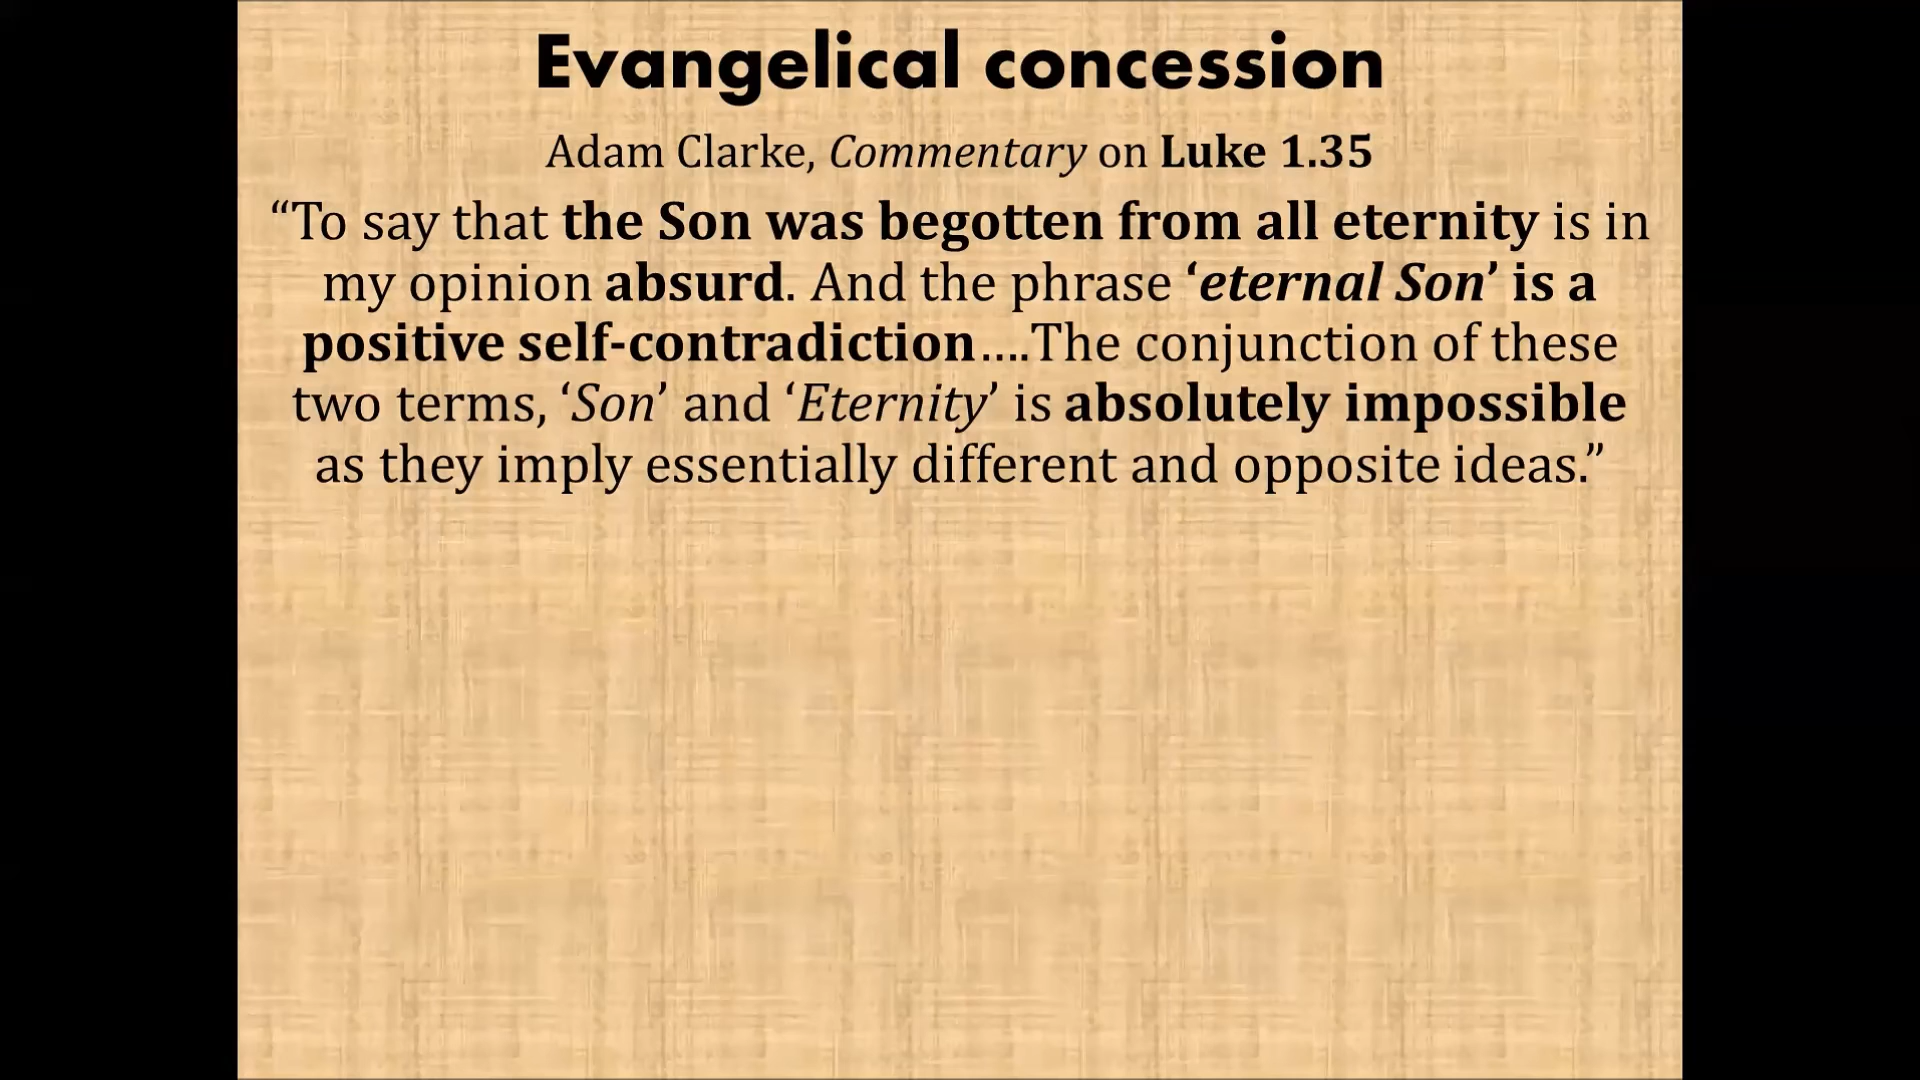 Evangelical concession
Adam Clarke, Commentary on Luke 1.35
“To say that the Son was begotten from all eternity is in
my opinion absurd. And the phrase ‘eternal Son’ is a
positive self-contradiction….The conjunction of these
two terms, ‘Son’ and ‘Eternity’ is absolutely impossible
as they imply essentially different and opposite ideas.”